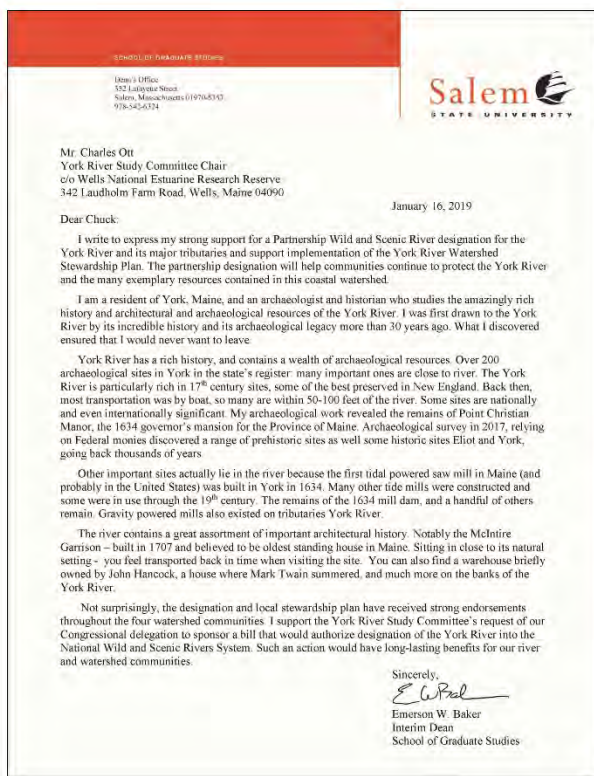 SCHOOL OF GRADUATE STUDIES
Dean's Office
352 Lafayette Street
Salem, Massachusetts 01970-5353
978-542-6324
Salem
STATE UNIVERSITY
Mr. Charles Ott
York River Study Committee Chair
c/o Wells National Estuarine Research Reserve
342 Laudholm Farm Road, Wells, Maine 04090
January 16, 2019
Dear Chuck:
I write to express my strong support for a Partnership Wild and Scenic River designation for the
York River and its major tributaries and support implementation of the York River Watershed
Stewardship Plan. The partnership designation will help communities continue to protect the York River
and the many exemplary resources contained in this coastal watershed.
I am a resident of York, Maine, and an archaeologist and historian who studies the amazingly rich
history and architectural and archaeological resources of the York River. I was first drawn to the York
River by its incredible history and its archaeological legacy more than 30 years ago. What I discovered
ensured that I would never want to leave.
York River has a rich history, and contains a wealth of archaeological resources. Over 200
archaeological sites in York in the state's register: many important ones are close to river. The York
River is particularly rich in 17th century sites, some of the best preserved in New England. Back then,
most transportation was by boat, so many are within 50-100 feet of the river. Some sites are nationally
and even internationally significant. My archaeological work revealed the remains of Point Christian
Manor, the 1634 governor's mansion for the Province of Maine. Archaeological survey in 2017, relying
on Federal monies discovered a range of prehistoric sites as well some historic sites Eliot and York,
going back thousands of years.
Other important sites actually lie in the river because the first tidal powered saw mill in Maine (and
probably in the United States) was built in York in 1634. Many other tide mills were constructed and
some were in use through the 19th century. The remains of the 1634 mill dam, and a handful of others
remain. Gravity powered mills also existed on tributaries York River.
The river contains a great assortment of important architectural history. Notably the McIntire
Garrison – built in 1707 and believed to be oldest standing house in Maine. Sitting in close to its natural
setting - you feel transported back in time when visiting the site. You can also find a warehouse briefly
owned by John Hancock, a house where Mark Twain summered, and much more on the banks of the
York River.
Not surprisingly, the designation and local stewardship plan have received strong endorsements
throughout the four watershed communities. I support the York River Study Committee's request of our
Congressional delegation to sponsor a bill that would authorize designation of the York River into the
National Wild and Scenic Rivers System. Such an action would have long-lasting benefits for our river
and watershed communities.
Sincerely,
Emerson W. Baker
Interim Dean
School of Graduate Studies